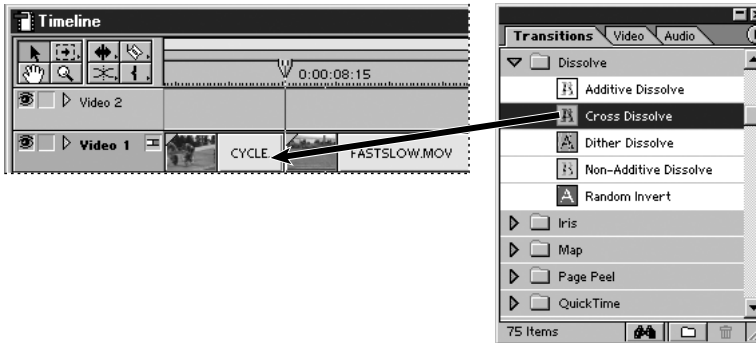 Timeline
0:00:08:15
Video 2
Video 1
CYCLE.
FASTSLOW.MOV
Transitions Video Audio
Dissolve
Additive Dissolve
Cross Dissolve
Dither Dissolve
Non-Additive Dissolve
Random Invert
Iris
Map
Page Peel
QuickTime
75 Items